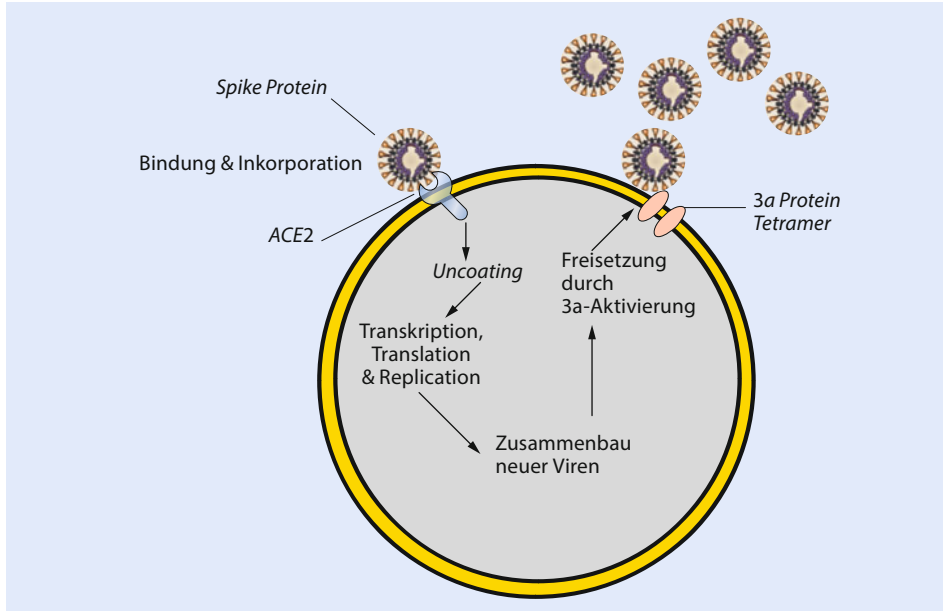 Spike Protein
Bindung & Inkorporation
ACE2
Uncoating
Transkription,
Translation
& Replication
Zusammenbau
neuer Viren
Freisetzung
durch
3a-Aktivierung
3a Protein
Tetramer